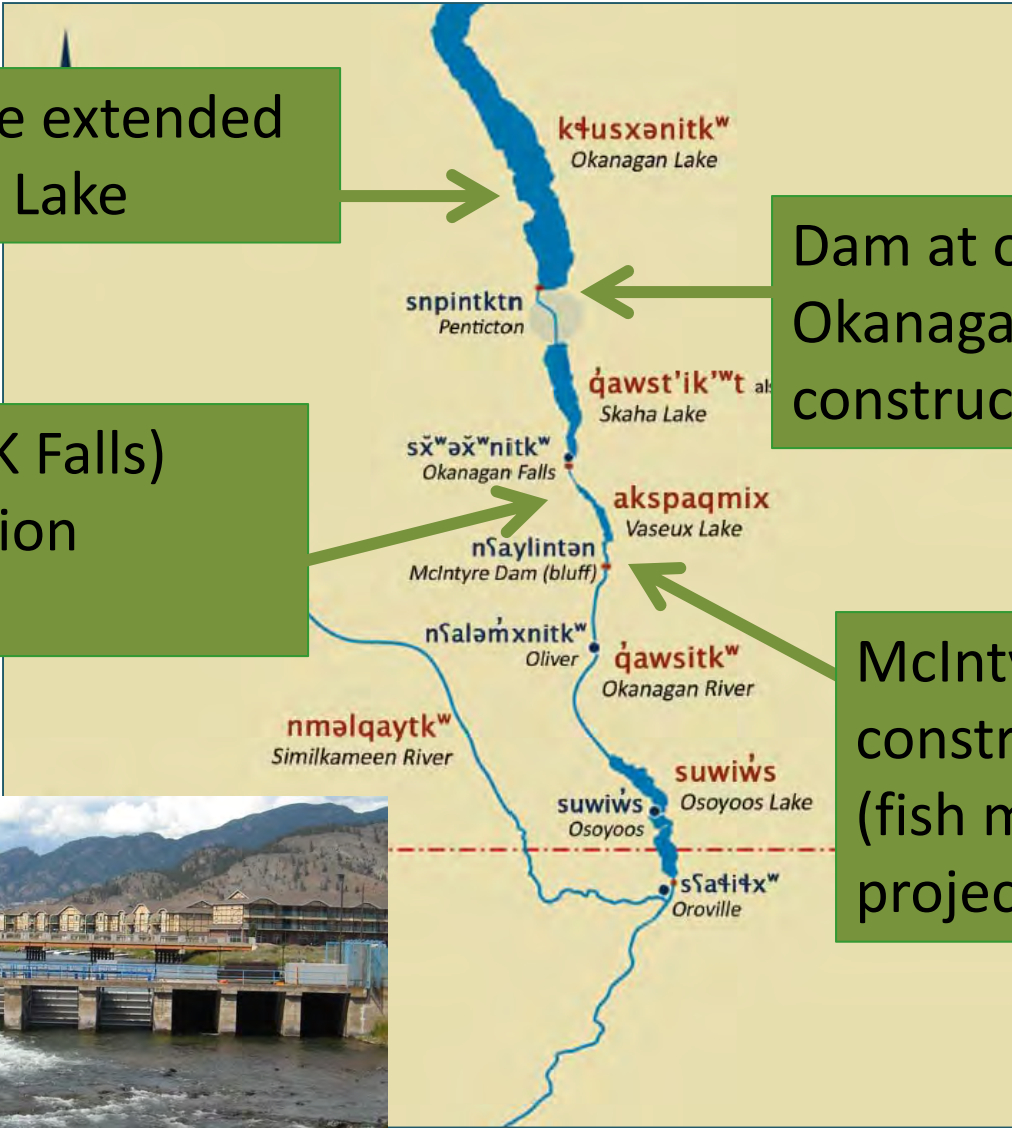 e extended
Lake
kɬusxənitkʷ
Okanagan Lake
Dam at
Okanaga
construc
snpintktn
Penticton
q̓awst’ik’ʷt als
Skaha Lake
K Falls)
ion
sx̌ʷəx̌ʷnitkʷ
Okanagan Falls
akspaqmix
Vaseux Lake
nʕaylintən
McIntyre Dam (bluff)
nʕaləm̓xnitkʷ
Oliver
q̓awsitkʷ
Okanagan River
McInty
constr
(fish m
projec
nməlqaytkʷ
Similkameen River
suwiw̓s
Osoyoos Lake
suwiw̓s
Osoyoos
sʕaɬiɬxʷ
Oroville